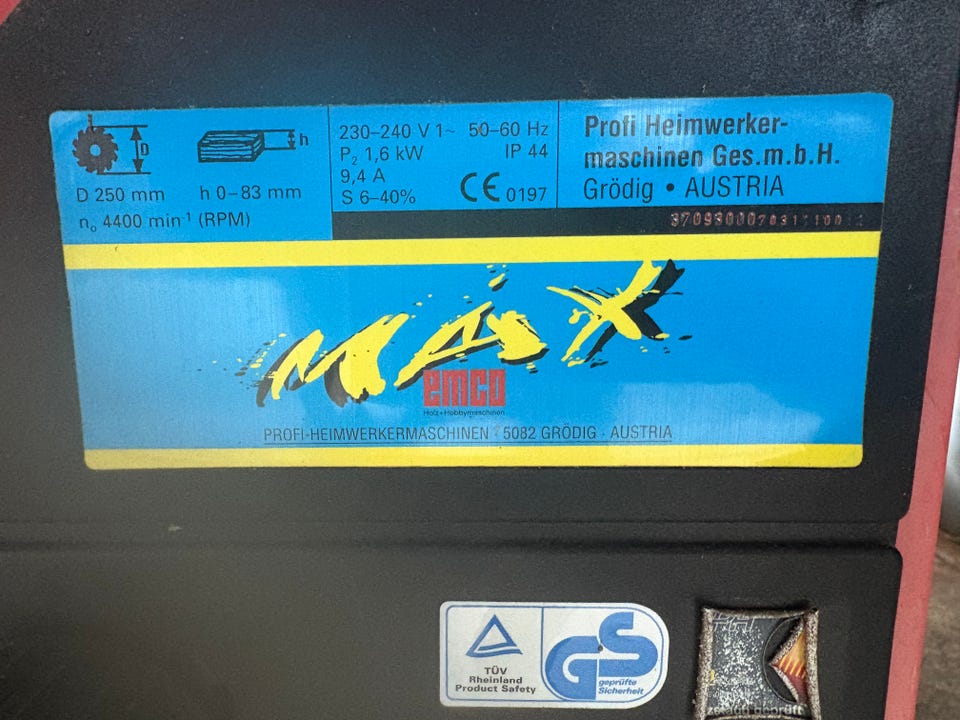 D
h
D 250 mm
h 0–83 mm
n₀ 4400 min⁻¹ (RPM)
230–240 V 1~ 50–60 Hz
P₂ 1,6 kW IP 44
9,4 A
S 6–40% CE 0197
Profi Heimwerker-
maschinen Ges.m.b.H.
Grödig • AUSTRIA
MAX
emco
Holz+Hobbymaschinen
PROFI-HEIMWERKERMASCHINEN · 5082 GRÖDIG · AUSTRIA
TÜV
Rheinland
Product Safety
GS
geprüfte
Sicherheit
geprüft